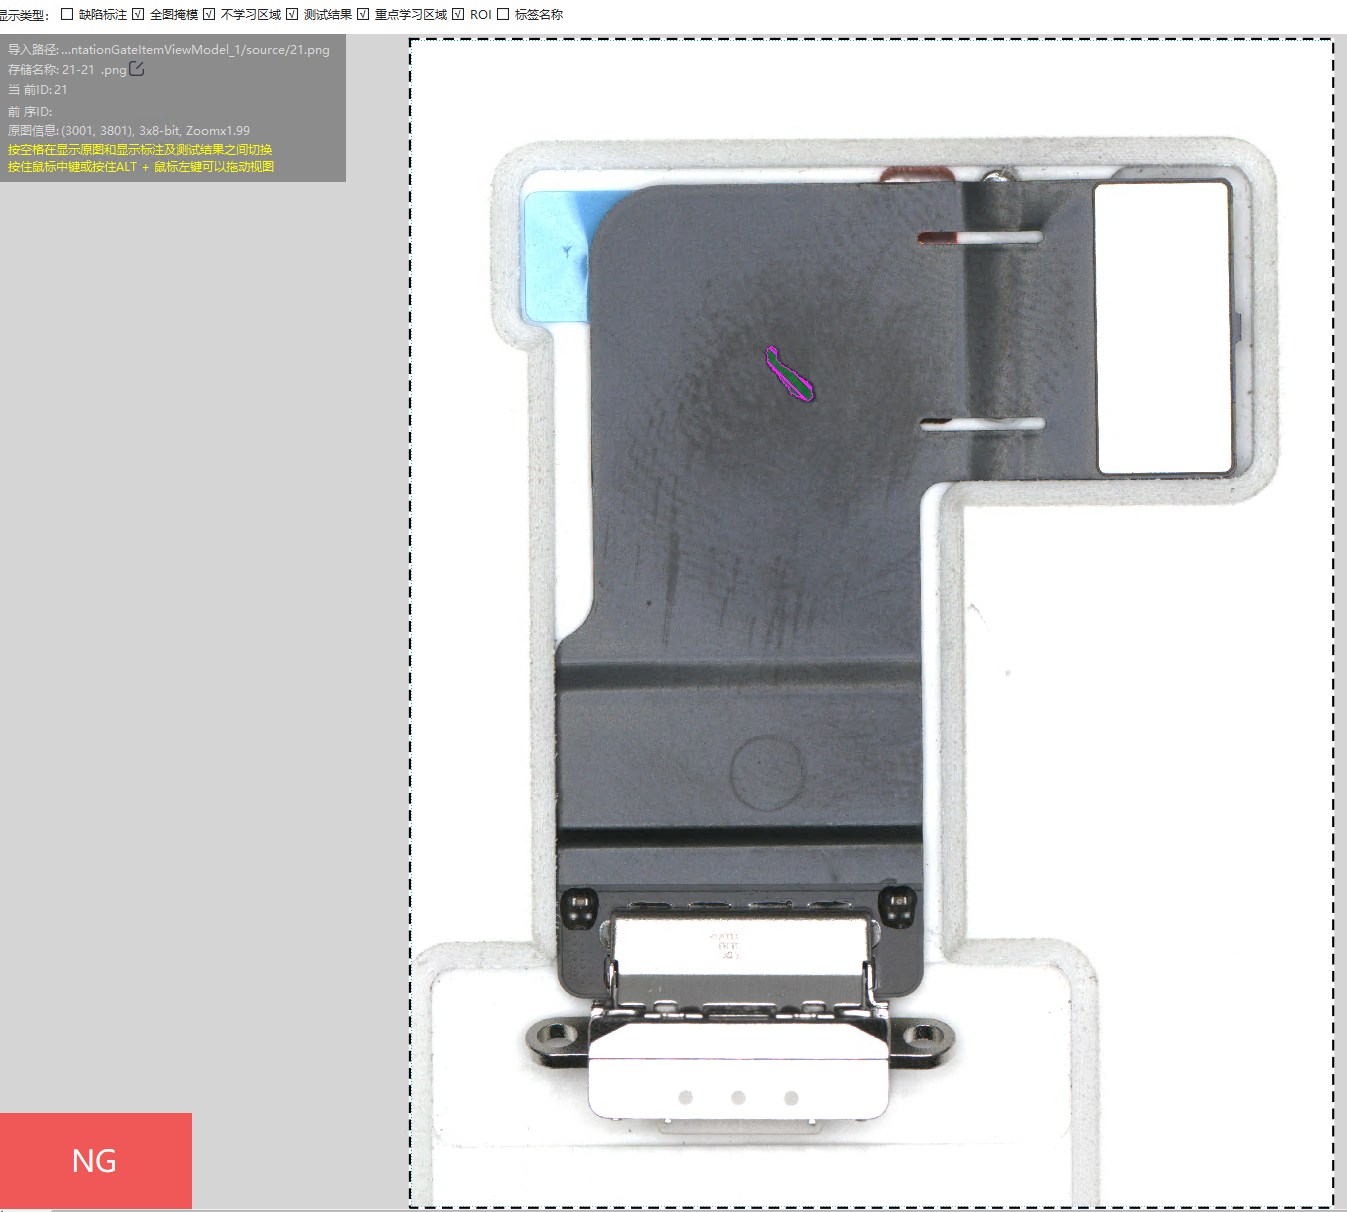 显示类型: 缺陷标注 全图掩模 不学习区域 测试结果 重点学习区域 ROI 标签名称
导入路径: ...ntationGateItemViewModel_1/source/21.png
存储名称: 21-21 .png
当 前ID: 21
前 序ID:
原图信息: (3001, 3801), 3x8-bit, Zoomx1.99
按空格在显示原图和显示标注及测试结果之间切换
按住鼠标中键或按住ALT + 鼠标左键可以拖动视图
NG